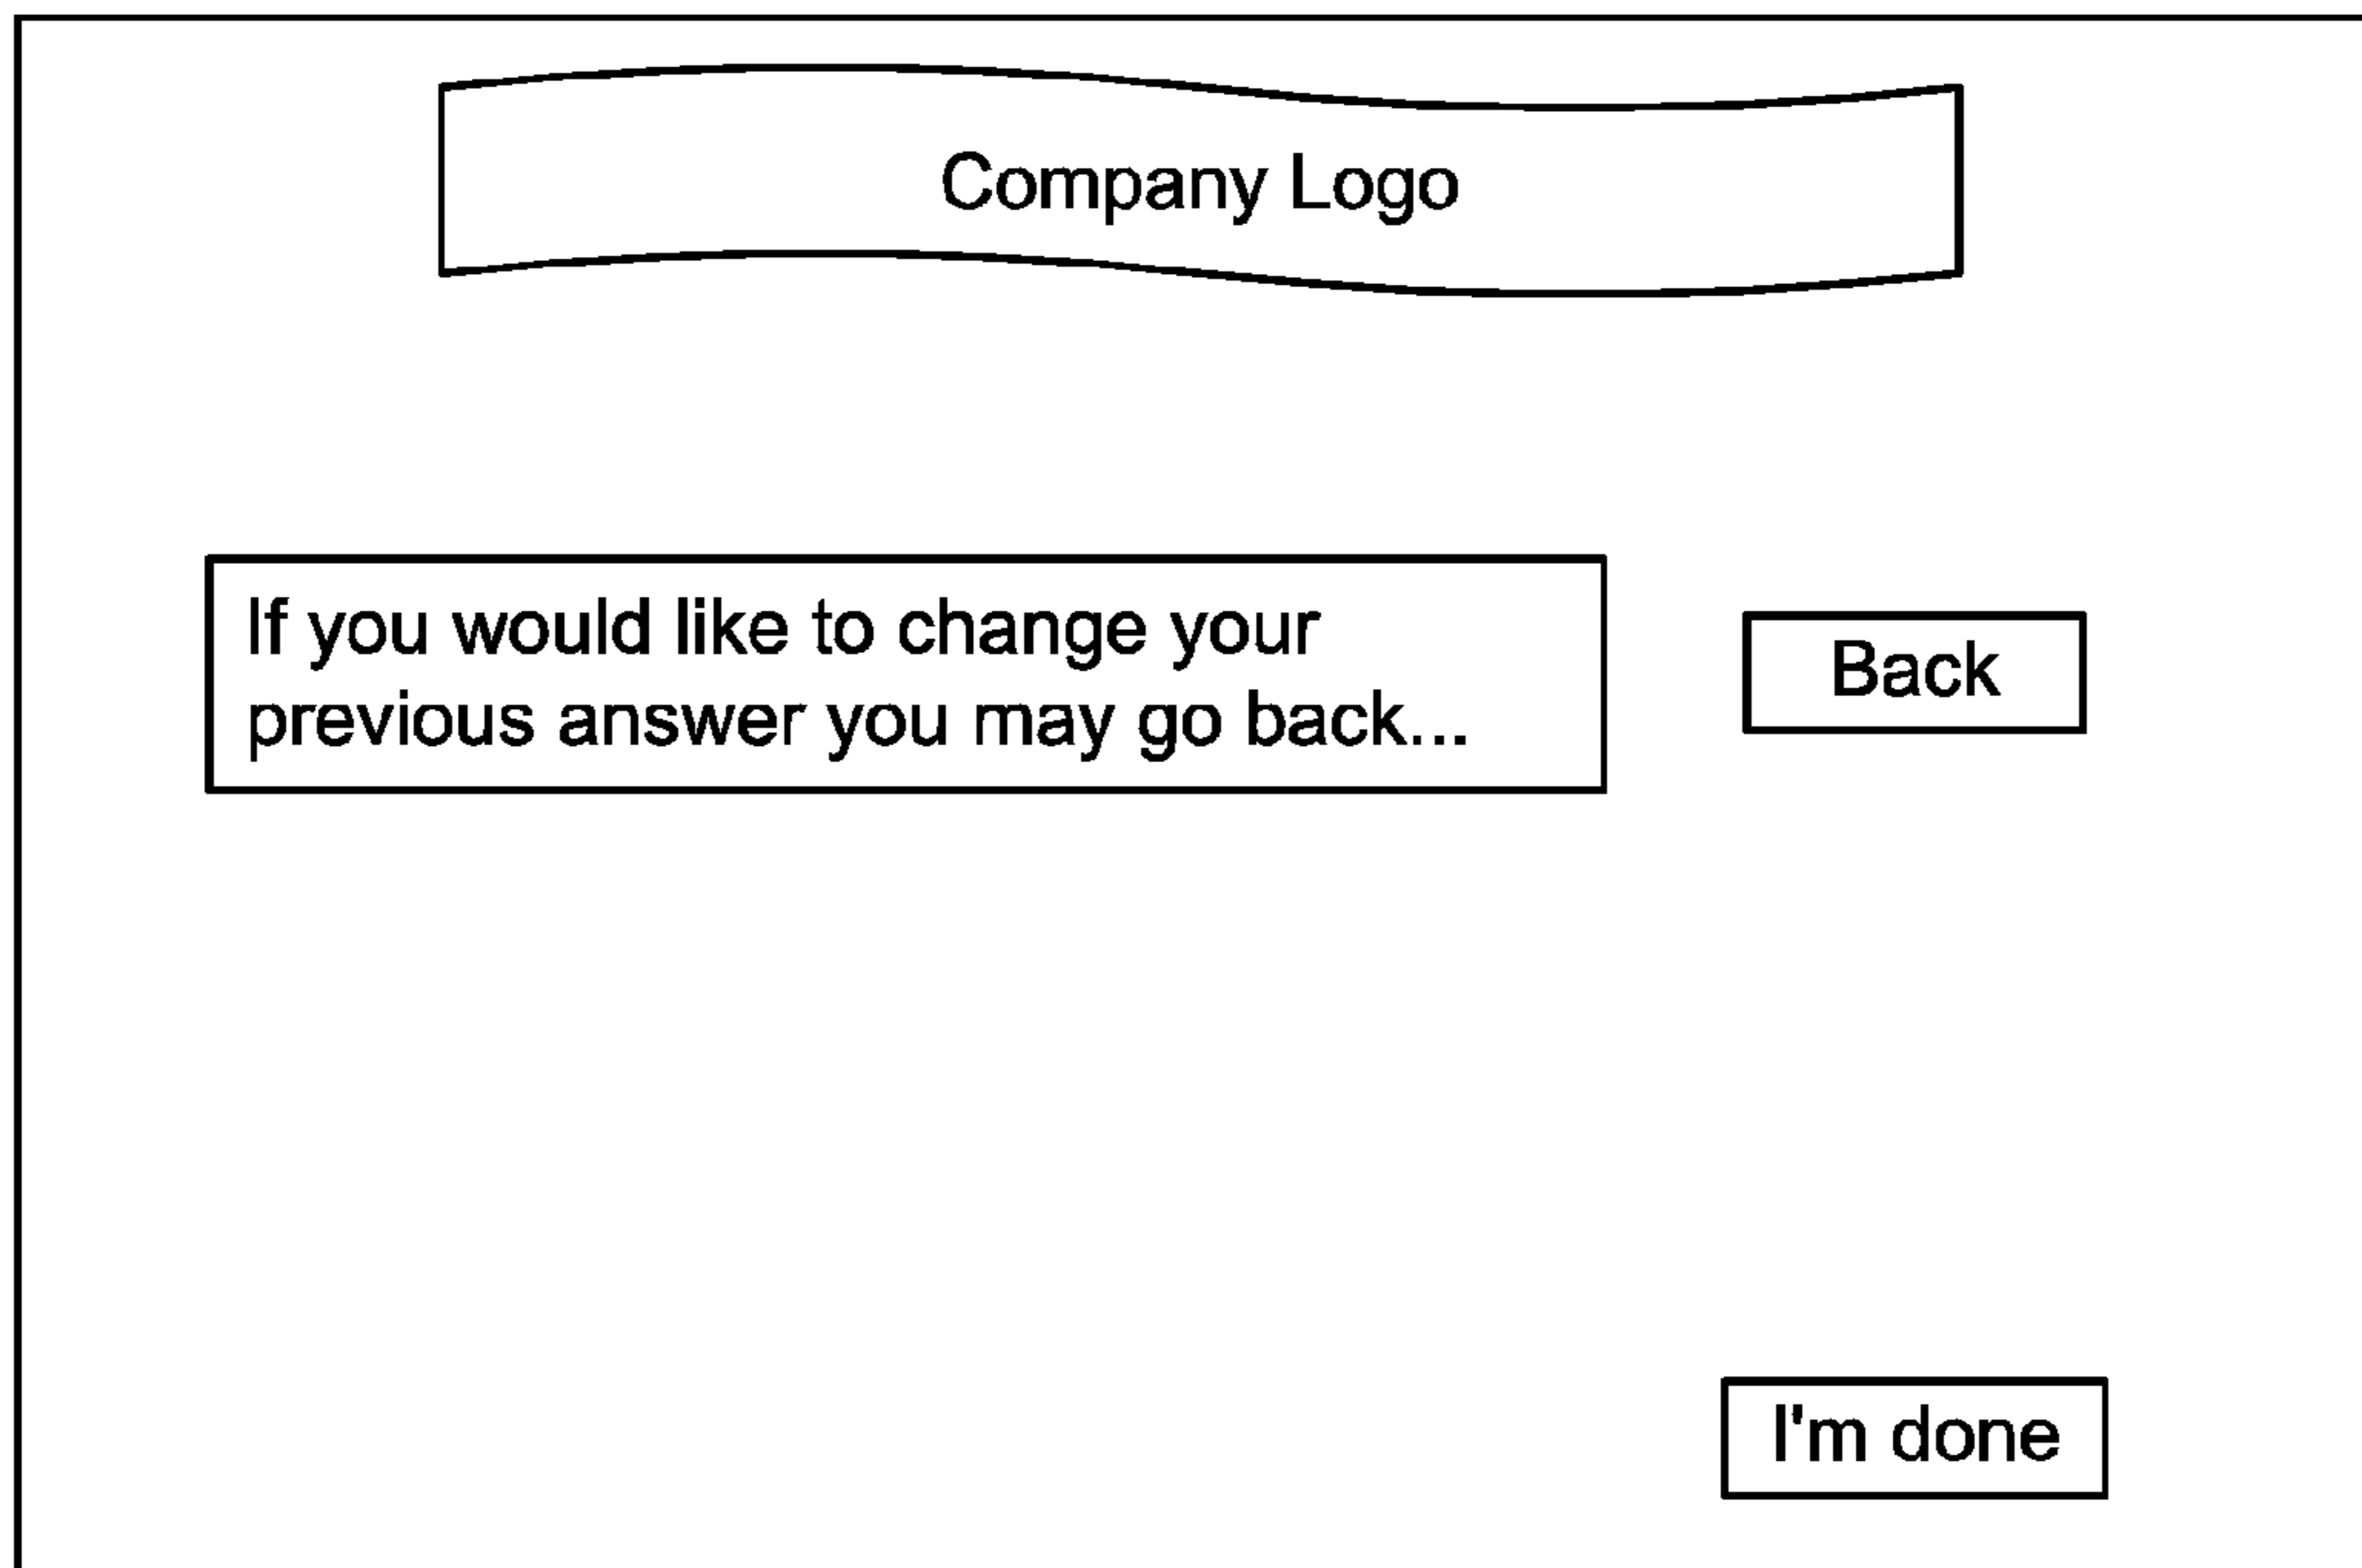 Company Logo
If you would like to change your
previous answer you may go back...
Back
I'm done